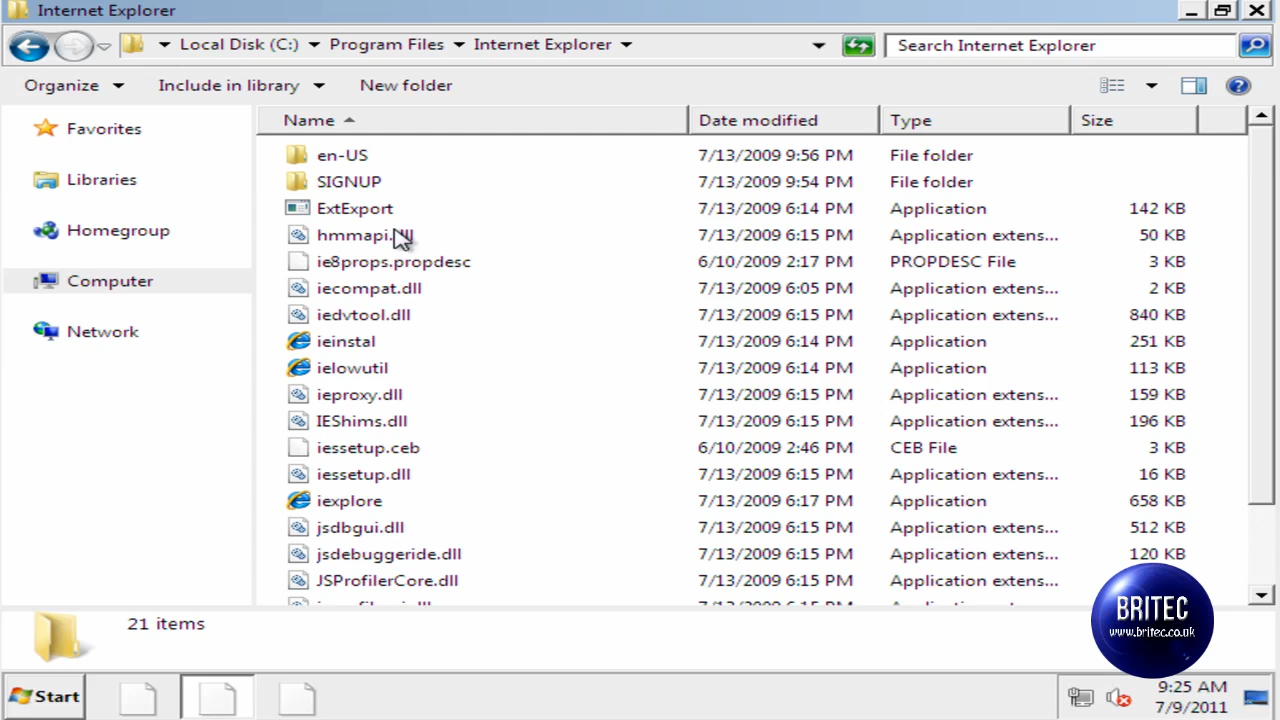 Internet Explorer
Local Disk (C:) Program Files Internet Explorer
Search Internet Explorer
Organize Include in library New folder
Favorites
Libraries
Homegroup
Computer
Network
Name Date modified Type Size
en-US 7/13/2009 9:56 PM File folder
SIGNUP 7/13/2009 9:54 PM File folder
ExtExport 7/13/2009 6:14 PM Application 142 KB
hmmapi.dll 7/13/2009 6:15 PM Application extens... 50 KB
ie8props.propdesc 6/10/2009 2:17 PM PROPDESC File 3 KB
iecompat.dll 7/13/2009 6:05 PM Application extens... 2 KB
iedvtool.dll 7/13/2009 6:15 PM Application extens... 840 KB
ieinstal 7/13/2009 6:14 PM Application 251 KB
ielowutil 7/13/2009 6:14 PM Application 113 KB
ieproxy.dll 7/13/2009 6:15 PM Application extens... 159 KB
IEShims.dll 7/13/2009 6:15 PM Application extens... 196 KB
iessetup.ceb 6/10/2009 2:46 PM CEB File 3 KB
iessetup.dll 7/13/2009 6:15 PM Application extens... 16 KB
iexplore 7/13/2009 6:17 PM Application 658 KB
jsdbgui.dll 7/13/2009 6:15 PM Application extens... 512 KB
jsdebuggeride.dll 7/13/2009 6:15 PM Application extens... 120 KB
JSProfilerCore.dll 7/13/2009 6:15 PM Application extens...
21 items
BRITEC
www.britec.co.uk
Start
9:25 AM
7/9/2011